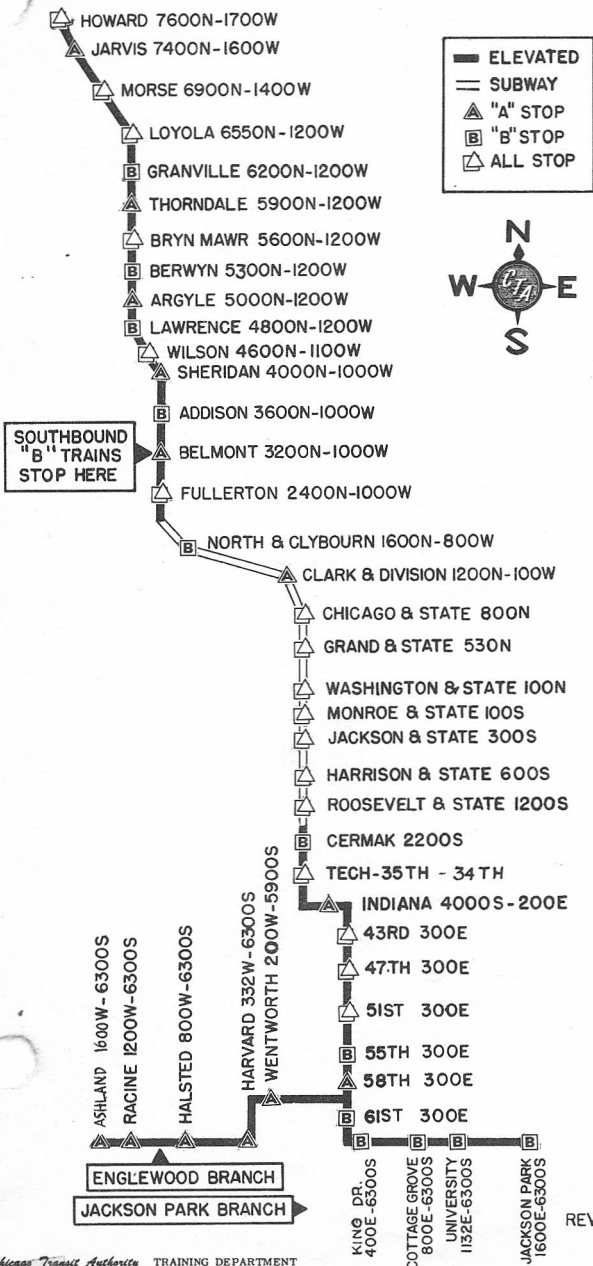 HOWARD 7600N-1700W
JARVIS 7400N-1600W
MORSE 6900N-1400W
LOYOLA 6550N-1200W
B GRANVILLE 6200N-1200W
A THORNDALE 5900N-1200W
BRYN MAWR 5600N-1200W
B BERWYN 5300N-1200W
A ARGYLE 5000N-1200W
B LAWRENCE 4800N-1200W
WILSON 4600N-1100W
A SHERIDAN 4000N-1000W
B ADDISON 3600N-1000W
SOUTHBOUND
"B" TRAINS
STOP HERE
A BELMONT 3200N-1000W
FULLERTON 2400N-1000W
B NORTH & CLYBOURN 1600N-800W
A CLARK & DIVISION 1200N-100W
CHICAGO & STATE 800N
GRAND & STATE 530N
WASHINGTON & STATE 100N
MONROE & STATE 100S
JACKSON & STATE 300S
HARRISON & STATE 600S
ROOSEVELT & STATE 1200S
B CERMAK 2200S
TECH-35TH - 34TH
A INDIANA 4000S-200E
43RD 300E
47TH 300E
51ST 300E
B 55TH 300E
A 58TH 300E
B 61ST 300E
ELEVATED
SUBWAY
A "A" STOP
B "B" STOP
ALL STOP
N
W CTA E
S
ASHLAND 1600W-6300S
RACINE 1200W-6300S
HALSTED 800W-6300S
HARVARD 332W-6300S
WENTWORTH 200W-5900S
A A A A A
B B B B
ENGLEWOOD BRANCH
JACKSON PARK BRANCH
KING DR.
400E-6300S
COTTAGE GROVE
800E-6300S
UNIVERSITY
1132E-6300S
JACKSON PARK
1600E-6300S
REV
Chicago Transit Authority TRAINING DEPARTMENT